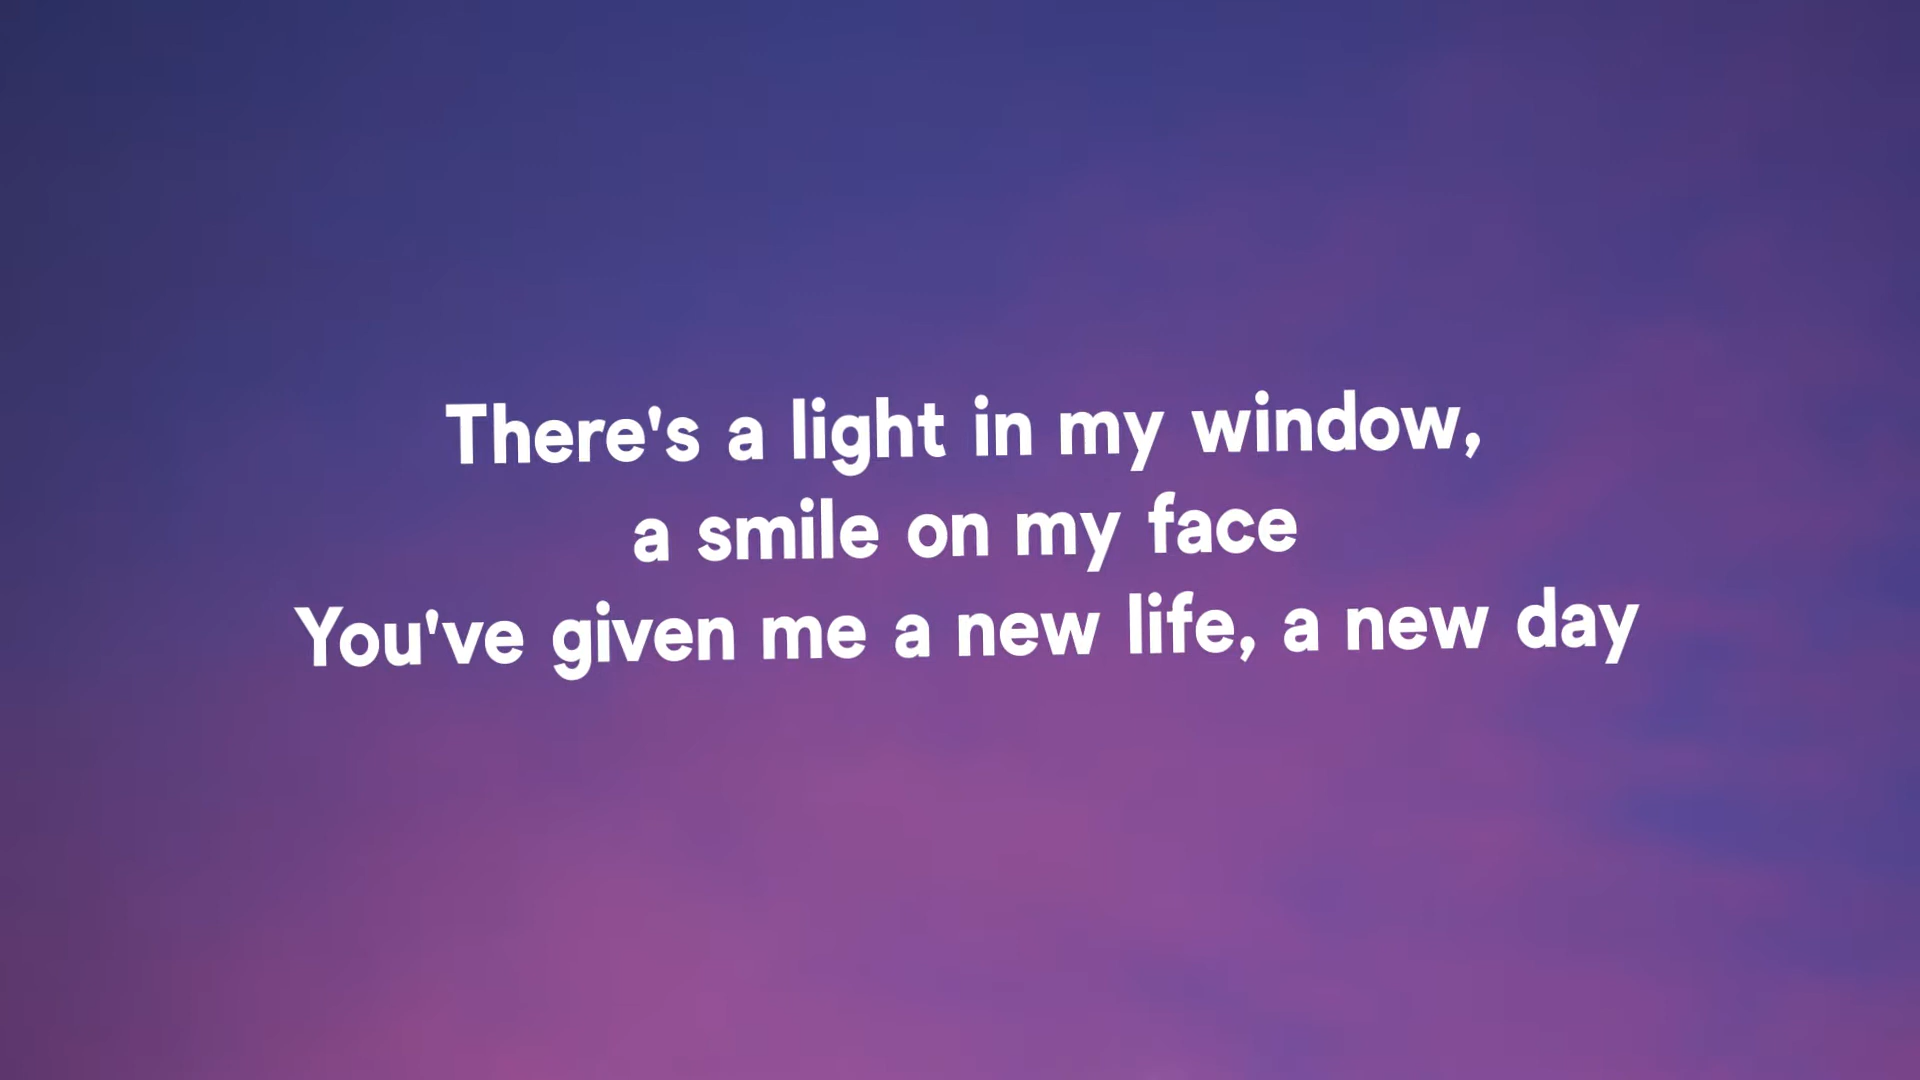 There's a light in my window,
a smile on my face
You've given me a new life, a new day